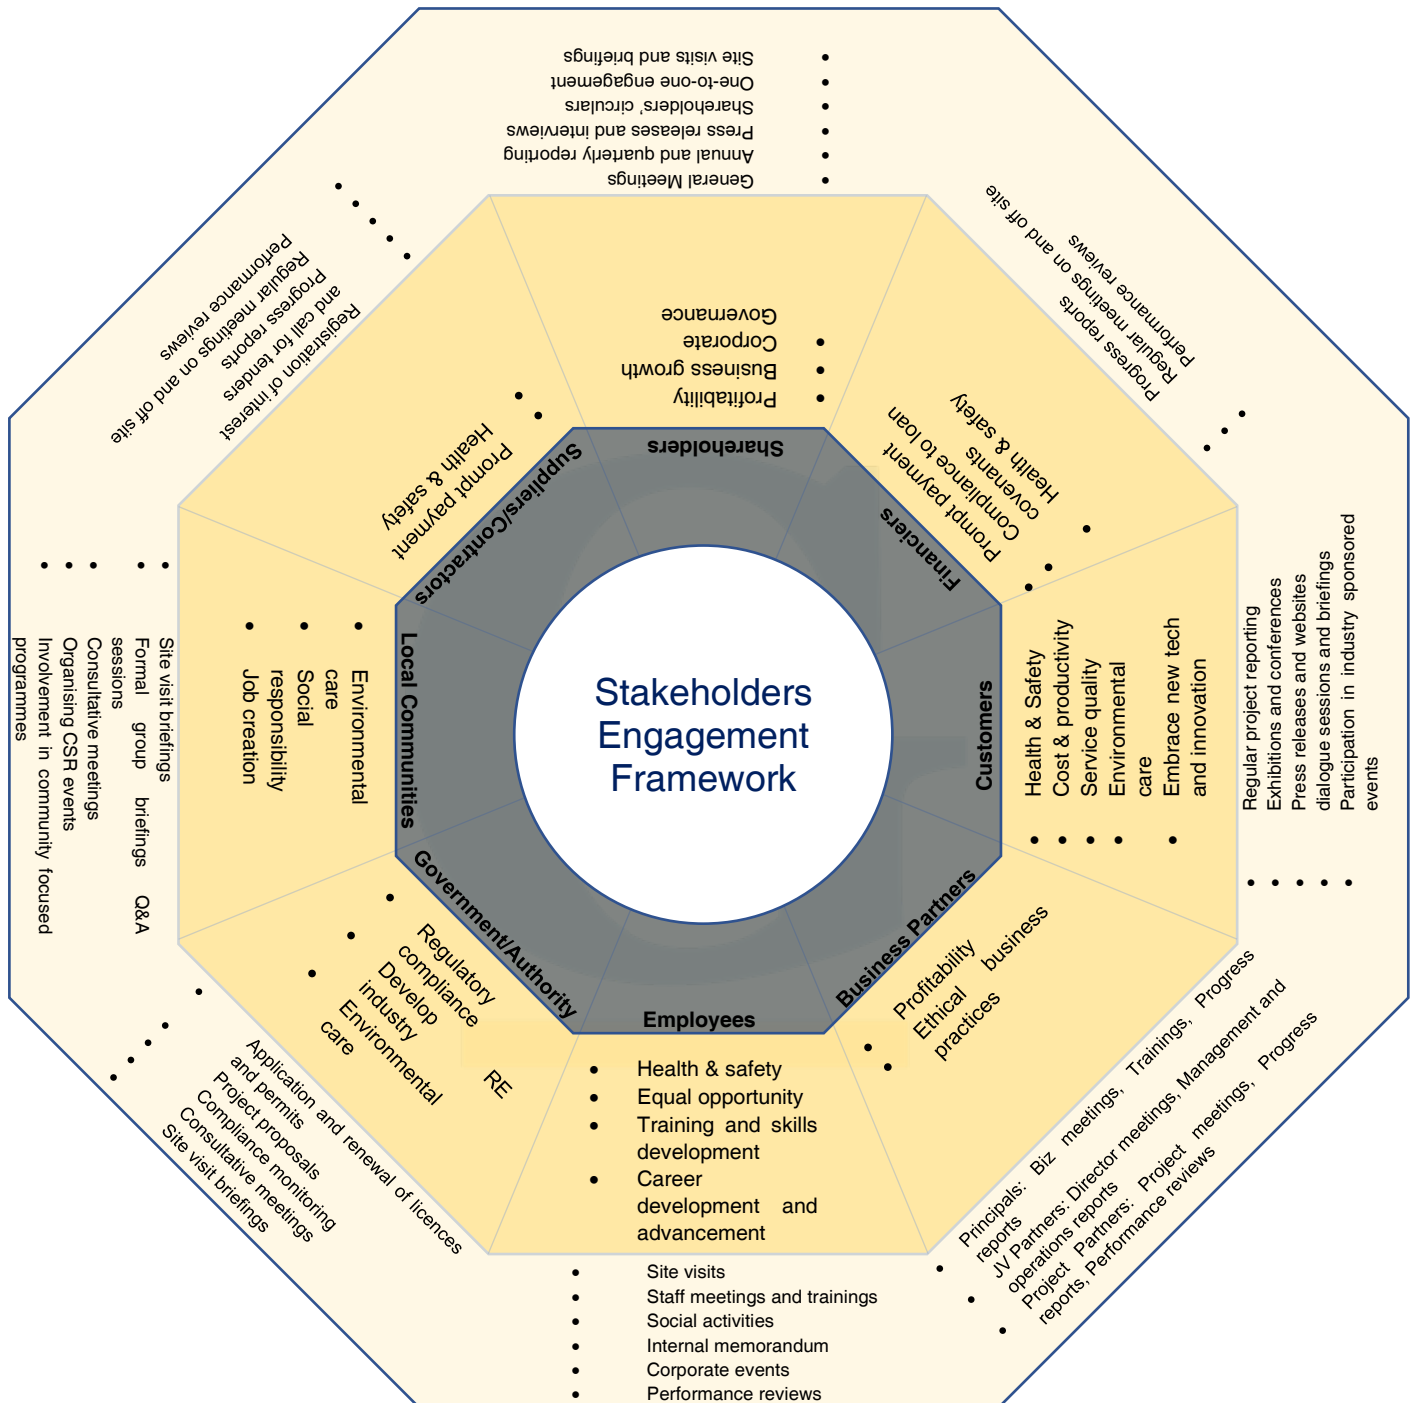 Stakeholders
Engagement
Framework
Shareholders
Profitability
Business growth
Corporate
Governance
General Meetings
Annual and quarterly reporting
Press releases and interviews
Shareholders' circulars
One-to-one engagement
Site visits and briefings
Financiers
Prompt payment
Compliance to loan
covenants
Health & safety
Progress reports
Regular meetings on and off site
Performance reviews
Customers
Health & Safety
Cost & productivity
Service quality
Environmental
care
Embrace new tech
and innovation
Regular project reporting
Exhibitions and conferences
Press releases and websites
dialogue sessions and briefings
Participation in industry sponsored
events
Business Partners
Profitability
Ethical business
practices
Principals: Biz meetings, Trainings, Progress
reports
JV Partners: Director meetings, Management and
operations reports
Project Partners: Project meetings, Progress
reports, Performance reviews
Employees
Health & safety
Equal opportunity
Training and skills
development
Career
development and
advancement
Site visits
Staff meetings and trainings
Social activities
Internal memorandum
Corporate events
Performance reviews
Government/Authority
Regulatory
compliance
Develop RE
industry
Environmental
care
Application and renewal of licences
and permits
Project proposals
Compliance monitoring
Consultative meetings
Site visit briefings
Local Communities
Environmental
care
Social
responsibility
Job creation
Site visit briefings
Formal group briefings Q&A
sessions
Consultative meetings
Organising CSR events
Involvement in community focused
programmes
Suppliers/Contractors
Prompt payment
Health & safety
Registration of interest
and call for tenders
Progress reports
Regular meetings on and off site
Performance reviews